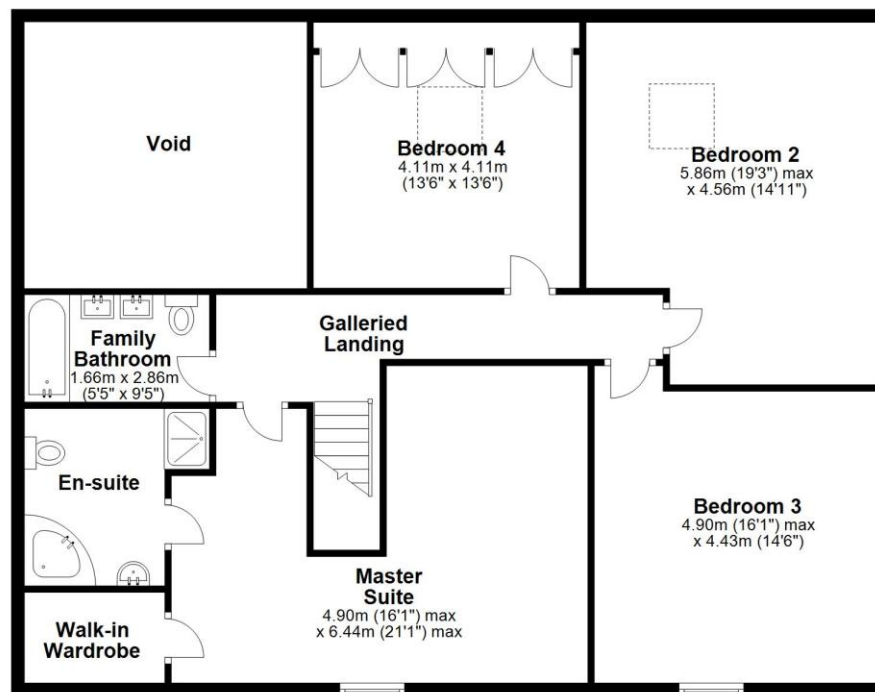 Void
Bedroom 4
4.11m x 4.11m
(13'6" x 13'6")
Bedroom 2
5.86m (19'3") max
x 4.56m (14'11")
Family
Bathroom
1.66m x 2.86m
(5'5" x 9'5")
Galleried
Landing
En-suite
Walk-in
Wardrobe
Master
Suite
4.90m (16'1") max
x 6.44m (21'1") max
Bedroom 3
4.90m (16'1") max
x 4.43m (14'6")